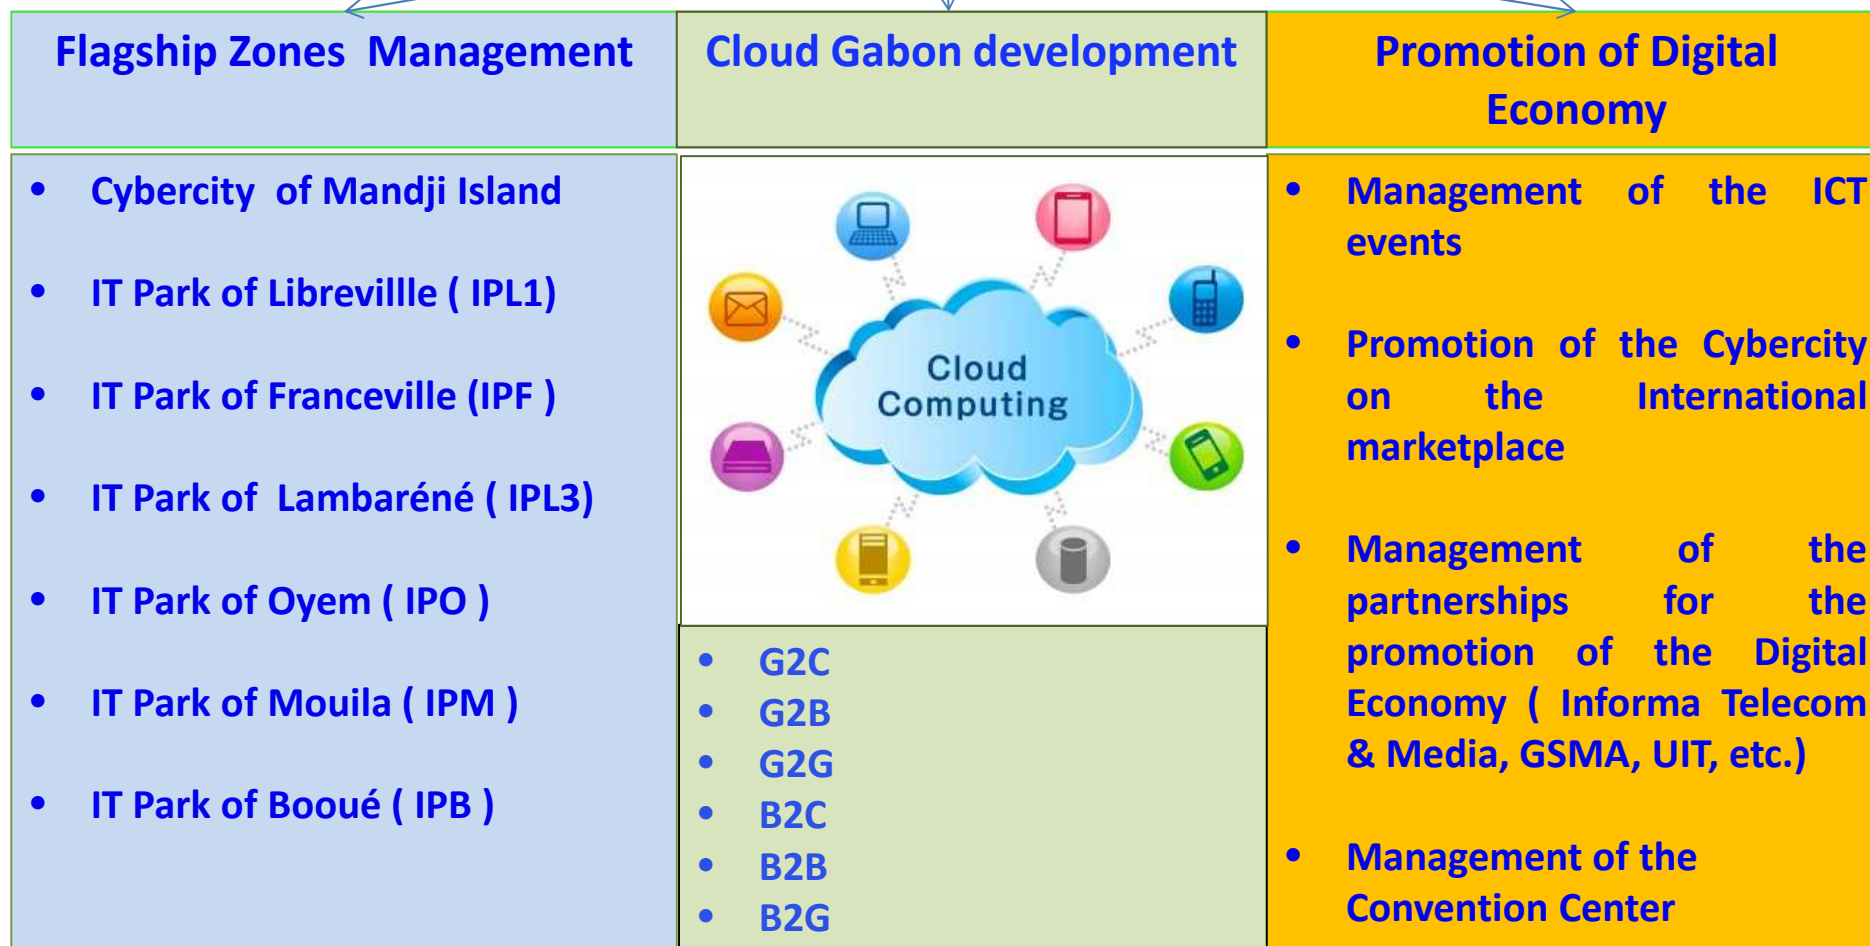 Flagship Zones Management
• Cybercity of Mandji Island
• IT Park of Librevillle ( IPL1)
• IT Park of Franceville (IPF )
• IT Park of Lambaréné ( IPL3)
• IT Park of Oyem ( IPO )
• IT Park of Mouila ( IPM )
• IT Park of Booué ( IPB )
Cloud Gabon development
Cloud
Computing
• G2C
• G2B
• G2G
• B2C
• B2B
• B2G
Promotion of Digital
Economy
• Management of the ICT
events
• Promotion of the Cybercity
on the International
marketplace
• Management of the
partnerships for the
promotion of the Digital
Economy ( Informa Telecom
& Media, GSMA, UIT, etc.)
• Management of the
Convention Center